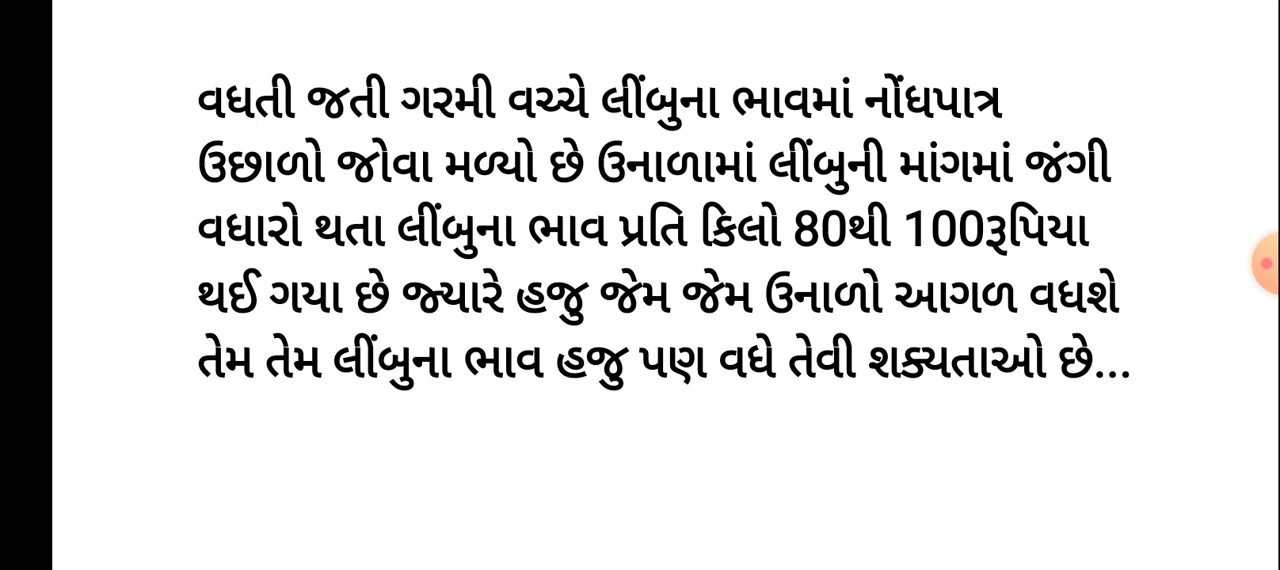 વધતી જતી ગરમી વચ્ચે લીંબુના ભાવમાં નોંધપાત્ર
ઉછાળો જોવા મળ્યો છે ઉનાળામાં લીંબુની માંગમાં જંગી
વધારો થતા લીંબુના ભાવ પ્રતિ કિલો 80થી 100રૂપિયા
થઈ ગયા છે જ્યારે હજુ જેમ જેમ ઉનાળો આગળ વધશે
તેમ તેમ લીંબુના ભાવ હજુ પણ વધે તેવી શક્યતાઓ છે...